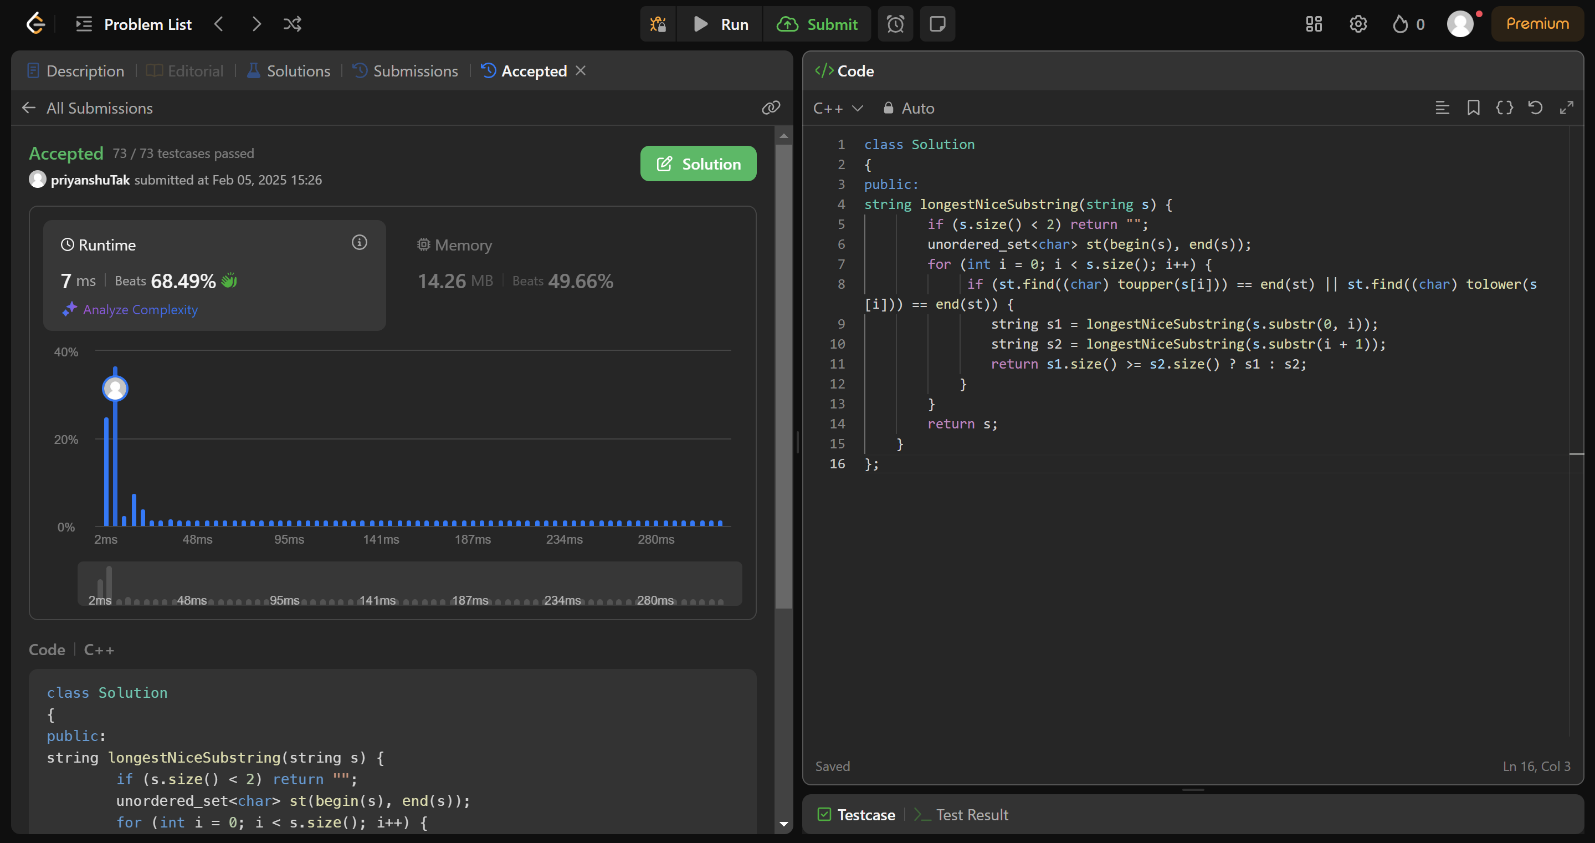 Problem List
Run
Submit
0
Premium
Description
Editorial
Solutions
Submissions
Accepted
All Submissions
Accepted 73 / 73 testcases passed
priyanshuTak submitted at Feb 05, 2025 15:26
Solution
Runtime
7 ms | Beats 68.49%
Analyze Complexity
Memory
14.26 MB | Beats 49.66%
40%
20%
0%
2ms 48ms 95ms 141ms 187ms 234ms 280ms
2ms 48ms 95ms 141ms 187ms 234ms 280ms
Code | C++
class Solution
{
public:
string longestNiceSubstring(string s) {
if (s.size() < 2) return "";
unordered_set<char> st(begin(s), end(s));
for (int i = 0; i < s.size(); i++) {
</> Code
C++
Auto
1 class Solution
2 {
3 public:
4 string longestNiceSubstring(string s) {
5 if (s.size() < 2) return "";
6 unordered_set<char> st(begin(s), end(s));
7 for (int i = 0; i < s.size(); i++) {
8 if (st.find((char) toupper(s[i])) == end(st) || st.find((char) tolower(s
[i])) == end(st)) {
9 string s1 = longestNiceSubstring(s.substr(0, i));
10 string s2 = longestNiceSubstring(s.substr(i + 1));
11 return s1.size() >= s2.size() ? s1 : s2;
12 }
13 }
14 return s;
15 }
16 };
Saved
Ln 16, Col 3
Testcase
Test Result